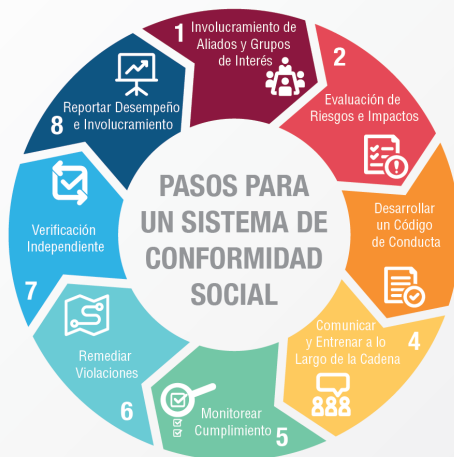 1
Involucramiento de
Aliados y Grupos
de Interés
2
Evaluación de
Riesgos e Impactos
Desarrollar
un Código
de Conducta
Comunicar
y Entrenar a lo
Largo de la Cadena
4
Monitorear
Cumplimiento
5
Remediar
Violaciones
6
Verificación
Independiente
7
Reportar Desempeño
e Involucramiento
8
PASOS PARA
UN SISTEMA DE
CONFORMIDAD
SOCIAL